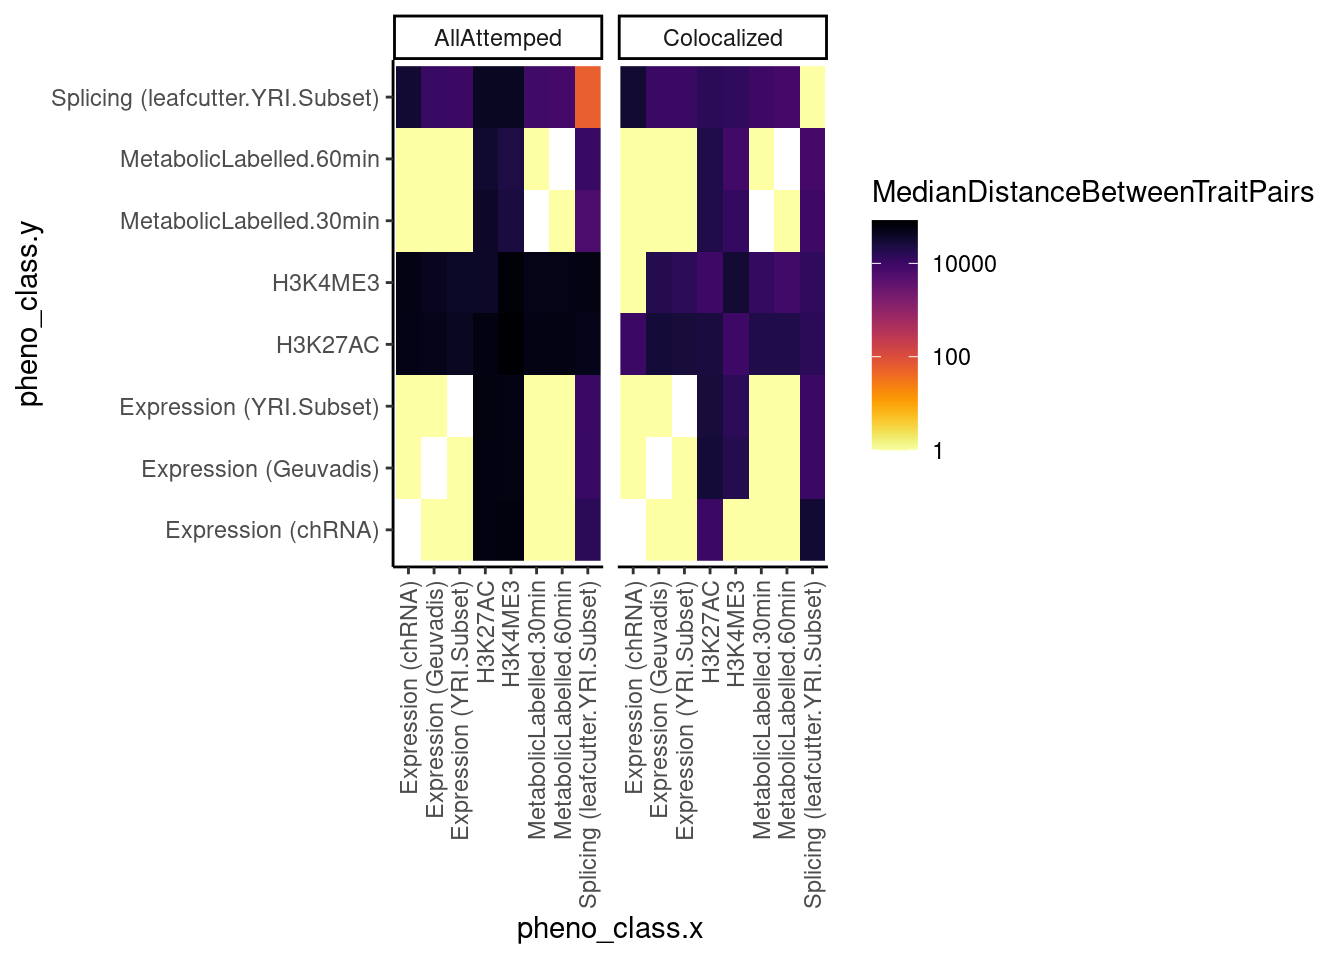 AllAttemped
Colocalized
Splicing (leafcutter.YRI.Subset)
MetabolicLabelled.60min
MetabolicLabelled.30min
H3K4ME3
H3K27AC
Expression (YRI.Subset)
Expression (Geuvadis)
Expression (chRNA)
pheno_class.y
Expression (chRNA)
Expression (Geuvadis)
Expression (YRI.Subset)
H3K27AC
H3K4ME3
MetabolicLabelled.30min
MetabolicLabelled.60min
Splicing (leafcutter.YRI.Subset)
Expression (chRNA)
Expression (Geuvadis)
Expression (YRI.Subset)
H3K27AC
H3K4ME3
MetabolicLabelled.30min
MetabolicLabelled.60min
Splicing (leafcutter.YRI.Subset)
pheno_class.x
MedianDistanceBetweenTraitPairs
10000
100
1